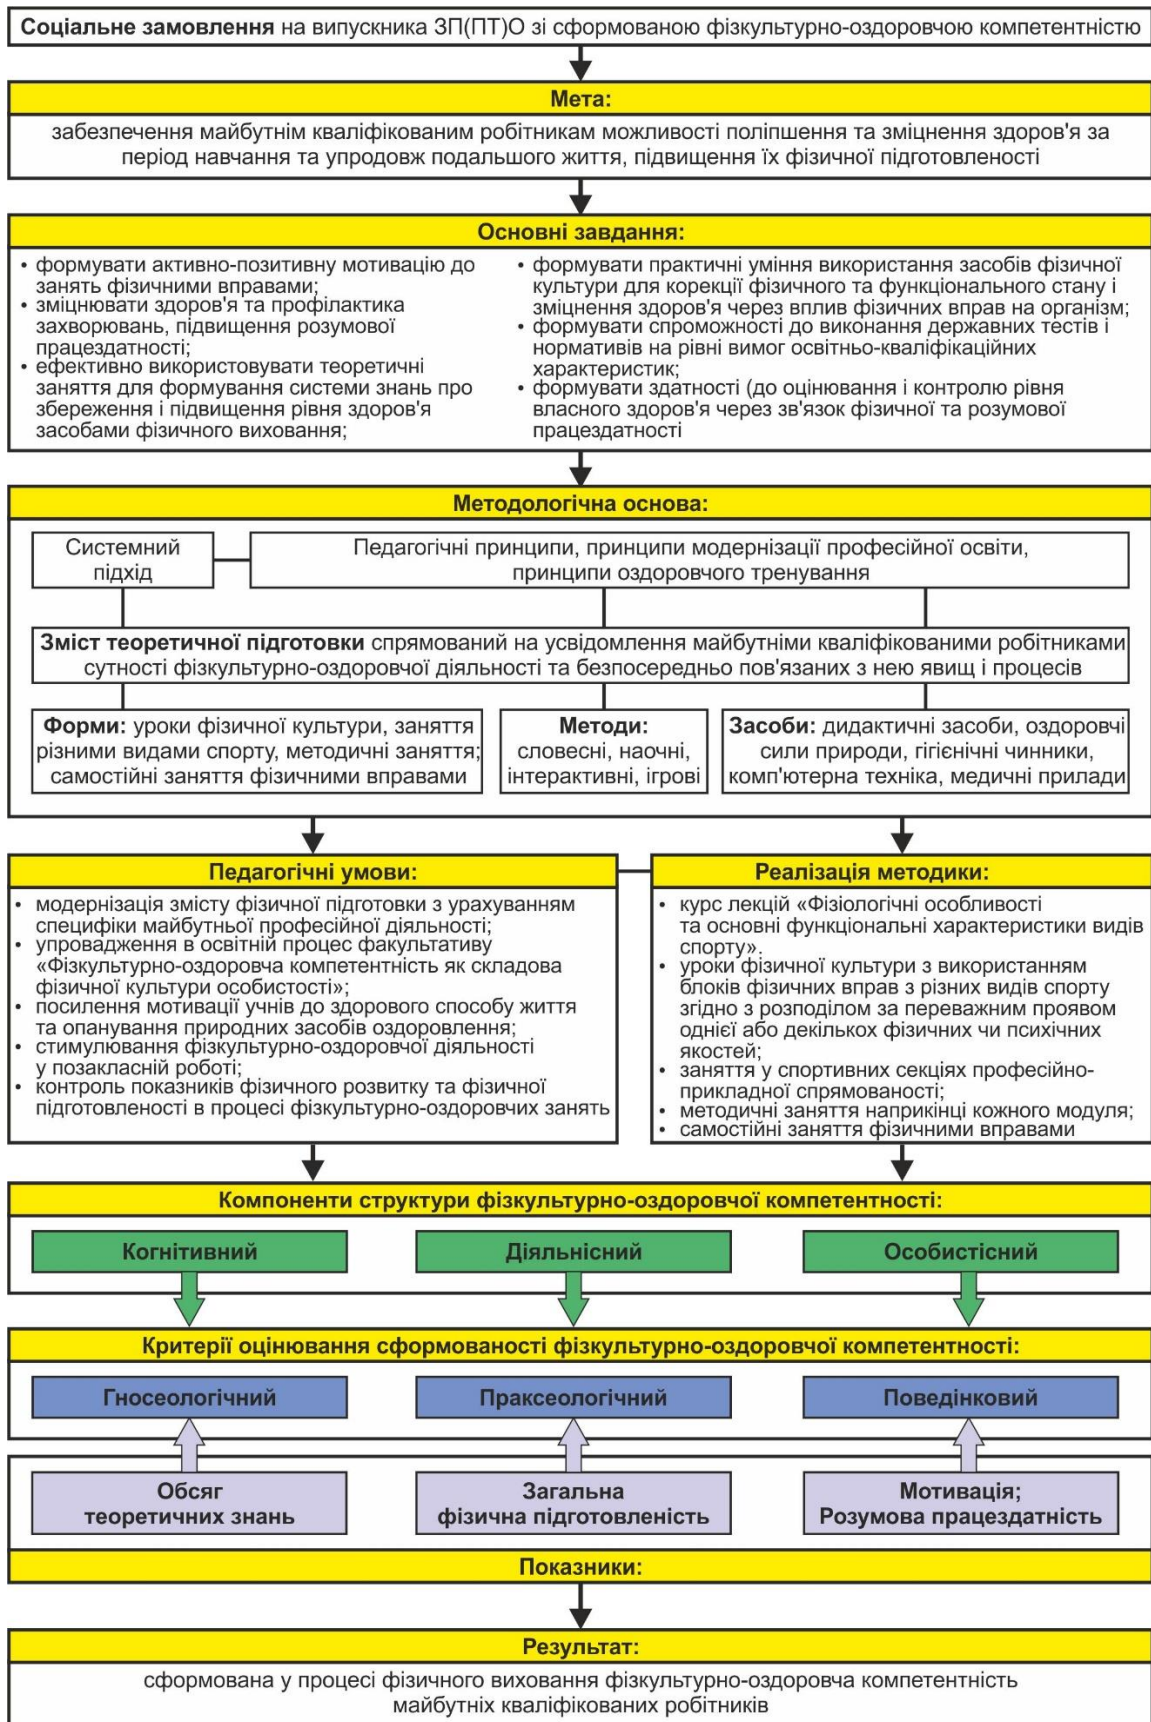 Соціальне замовлення на випускника ЗП(ПТ)О зі сформованою фізкультурно-оздоровчою компетентністю
Мета:
забезпечення майбутнім кваліфікованим робітникам можливості поліпшення та зміцнення здоров'я за
період навчання та упродовж подальшого життя, підвищення їх фізичної підготовленості
Основні завдання:
• формувати активно-позитивну мотивацію до
занять фізичними вправами;
• зміцнювати здоров'я та профілактика
захворювань, підвищення розумової
працездатності;
• ефективно використовувати теоретичні
заняття для формування системи знань про
збереження і підвищення рівня здоров'я
засобами фізичного виховання;
• формувати практичні уміння використання засобів фізичної
культури для корекції фізичного та функціонального стану і
зміцнення здоров'я через вплив фізичних вправ на організм;
• формувати спроможності до виконання державних тестів і
нормативів на рівні вимог освітньо-кваліфікаційних
характеристик;
• формувати здатності (до оцінювання і контролю рівня
власного здоров'я через зв'язок фізичної та розумової
працездатності
Методологічна основа:
Системний
підхід
Педагогічні принципи, принципи модернізації професійної освіти,
принципи оздоровчого тренування
Зміст теоретичної підготовки спрямований на усвідомлення майбутніми кваліфікованими робітниками
сутності фізкультурно-оздоровчої діяльності та безпосередньо пов'язаних з нею явищ і процесів
Форми: уроки фізичної культури, заняття
різними видами спорту, методичні заняття;
самостійні заняття фізичними вправами
Методи:
словесні, наочні,
інтерактивні, ігрові
Засоби: дидактичні засоби, оздоровчі
сили природи, гігієнічні чинники,
комп'ютерна техніка, медичні прилади
Педагогічні умови:
• модернізація змісту фізичної підготовки з урахуванням
специфіки майбутньої професійної діяльності;
• упровадження в освітній процес факультативу
«Фізкультурно-оздоровча компетентність як складова
фізичної культури особистості»;
• посилення мотивації учнів до здорового способу життя
та опанування природних засобів оздоровлення;
• стимулювання фізкультурно-оздоровчої діяльності
у позакласній роботі;
• контроль показників фізичного розвитку та фізичної
підготовленості в процесі фізкультурно-оздоровчих занять
Реалізація методики:
• курс лекцій «Фізіологічні особливості
та основні функціональні характеристики видів
спорту».
• уроки фізичної культури з використанням
блоків фізичних вправ з різних видів спорту
згідно з розподілом за переважним проявом
однієї або декількох фізичних чи психічних
якостей;
• заняття у спортивних секціях професійно-
прикладної спрямованості;
• методичні заняття наприкінці кожного модуля;
• самостійні заняття фізичними вправами
Компоненти структури фізкультурно-оздоровчої компетентності:
Когнитивний
Діяльнісний
Особистісний
Критерії оцінювання сформованості фізкультурно-оздоровчої компетентності:
Гносеологічний
Праксеологічний
Поведінковий
Обсяг
теоретичних знань
Загальна
фізична підготовленість
Мотивація;
Розумова працездатність
Показники:
Результат:
сформована у процесі фізичного виховання фізкультурно-оздоровча компетентність
майбутніх кваліфікованих робітників